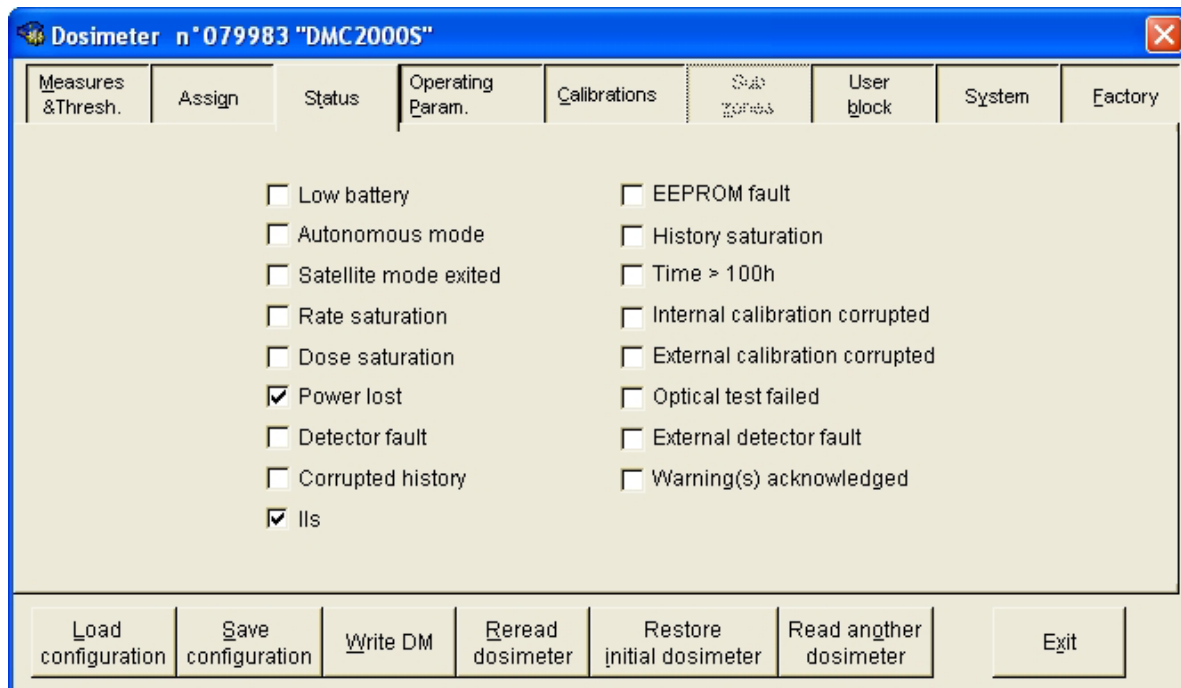 Dosimeter n°079983 "DMC2000S"
Measures
&Thresh.
Assign
Status
Operating
Param.
Calibrations
Sub
zones
User
block
System
Factory
Low battery
Autonomous mode
Satellite mode exited
Rate saturation
Dose saturation
Power lost
Detector fault
Corrupted history
IIs
EEPROM fault
History saturation
Time > 100h
Internal calibration corrupted
External calibration corrupted
Optical test failed
External detector fault
Warning(s) acknowledged
Load
configuration
Save
configuration
Write DM
Reread
dosimeter
Restore
initial dosimeter
Read another
dosimeter
Exit